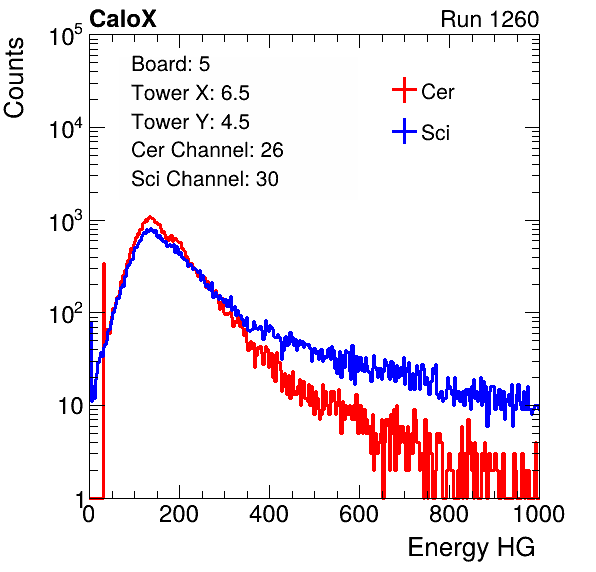 CaloX Run 1260
Counts
Board: 5
Tower X: 6.5
Tower Y: 4.5
Cer Channel: 26
Sci Channel: 30
Cer
Sci
10^5
10^4
10^3
10^2
10
1
0 200 400 600 800 1000
Energy HG